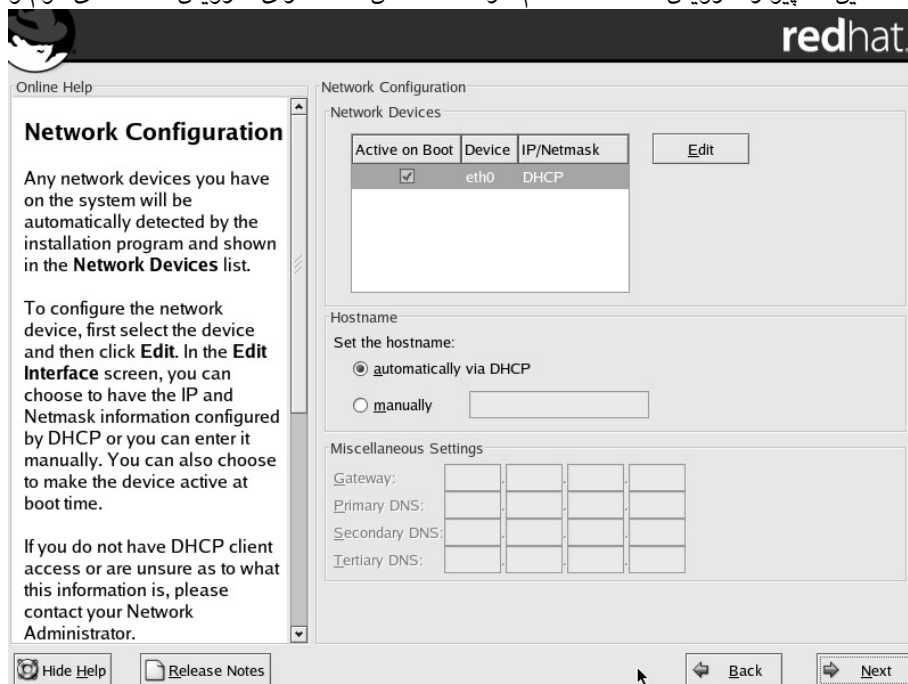 redhat.
Online Help
Network Configuration
Any network devices you have
on the system will be
automatically detected by the
installation program and shown
in the Network Devices list.
To configure the network
device, first select the device
and then click Edit. In the Edit
Interface screen, you can
choose to have the IP and
Netmask information configured
by DHCP or you can enter it
manually. You can also choose
to make the device active at
boot time.
If you do not have DHCP client
access or are unsure as to what
this information is, please
contact your Network
Administrator.
Network Configuration
Network Devices
Active on Boot Device IP/Netmask
eth0 DHCP
Edit
Hostname
Set the hostname:
automatically via DHCP
manually
Miscellaneous Settings
Gateway:
Primary DNS:
Secondary DNS:
Tertiary DNS:
Hide Help
Release Notes
Back
Next